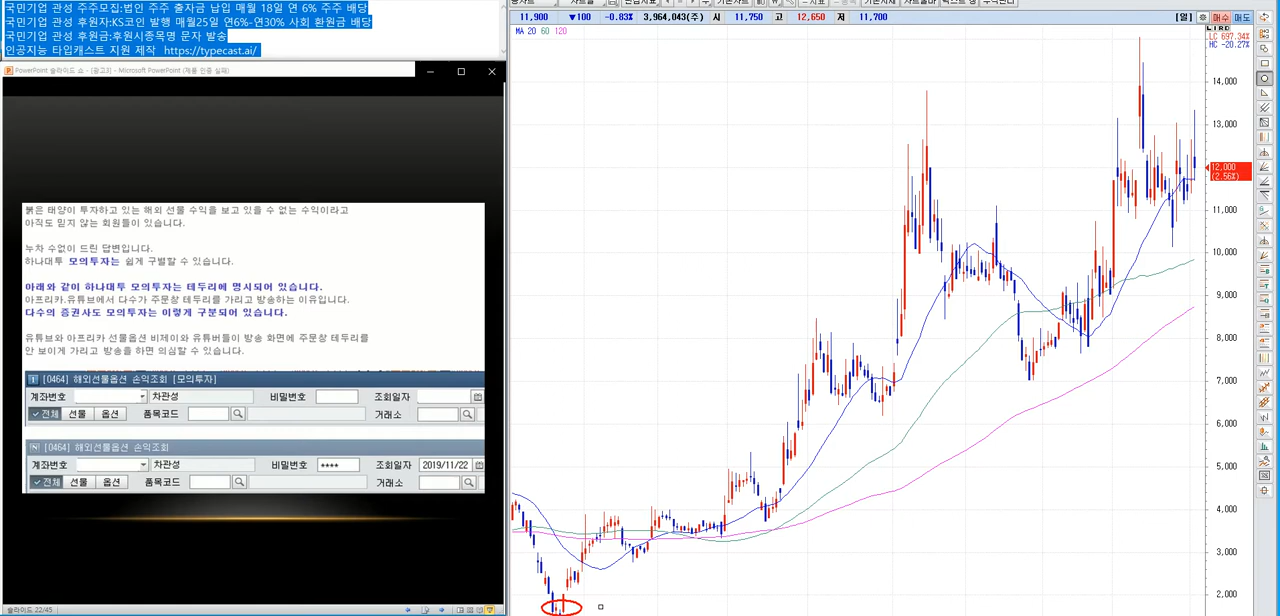 국민기업 관성 주주모집:법인 주주 출자금 납입 매월 18일 연 6% 주주 배당
국민기업 관성 후원자:KS코인 발행 매월25일 연6%-연30% 사회 환원금 배당
국민기업 관성 후원금:후원시종목명 문자 발송
인공지능 타입캐스트 지원 제작 https://typecast.ai/
PowerPoint 슬라이드 쇼 - [광고3] - Microsoft PowerPoint (제품 인증 실패)
붉은 태양이 투자하고 있는 해외 선물 수익을 보고 있을 수 없는 수익이라고
아직도 믿지 않는 회원들이 있습니다.
누차 수없이 드린 답변입니다.
하나대투 모의투자는 쉽게 구별할 수 있습니다.
아래와 같이 하나대투 모의투자는 테두리에 명시되어 있습니다.
아프리카.유튜브에서 다수가 주문창 테두리를 가리고 방송하는 이유입니다.
다수의 증권사도 모의투자는 이렇게 구분되어 있습니다.
유튜브와 아프리카 선물옵션 비제이와 유튜버들이 방송 화면에 주문창 테두리를
안 보이게 가리고 방송을 하면 의심할 수 있습니다.
1 [0464] 해외선물옵션 손익조회 [모의투자]
계좌번호 차관성 비밀번호 조회일자
전체 선물 옵션 품목코드 거래소
N [0464] 해외선물옵션 손익조회
계좌번호 차관성 비밀번호 **** 조회일자 2019/11/22
전체 선물 옵션 품목코드 거래소
슬라이드 22/45
11,900 ▼100 -0.83% 3,964,043(주) 시 11,750 고 12,650 저 11,700
[일] 매수 매도
MA 20 60 120
LC 697.34%
HC -20.27%
14,000
13,000
12,000
(2.56%)
11,000
10,000
9,000
8,000
7,000
6,000
5,000
4,000
3,000
2,000